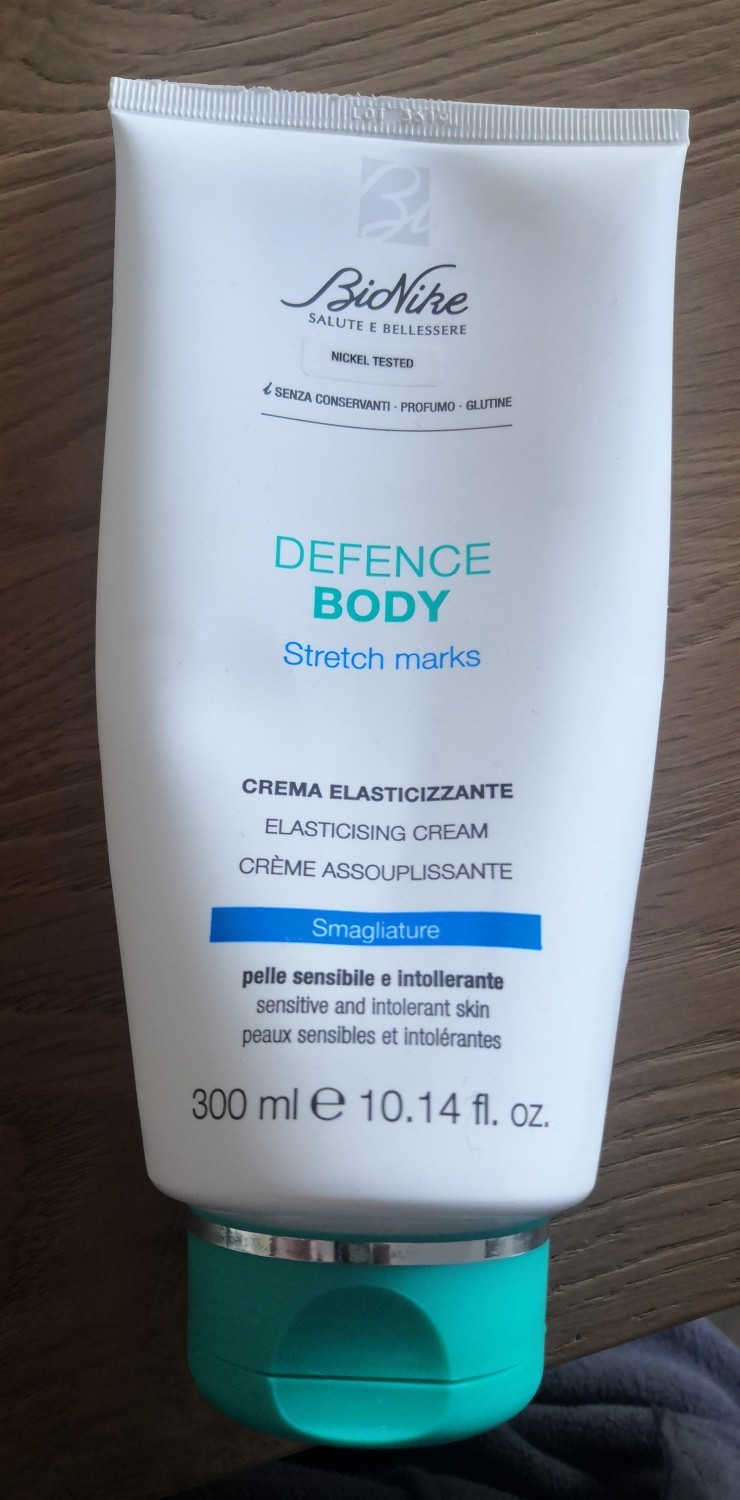 Bi
BioNike
SALUTE E BELLESSERE
NICKEL TESTED
SENZA CONSERVANTI · PROFUMO · GLUTINE
DEFENCE
BODY
Stretch marks
CREMA ELASTICIZZANTE
ELASTICISING CREAM
CRÈME ASSOUPLISSANTE
Smagliature
pelle sensibile e intollerante
sensitive and intolerant skin
peaux sensibles et intolérantes
300 ml ℮ 10.14 fl. oz.